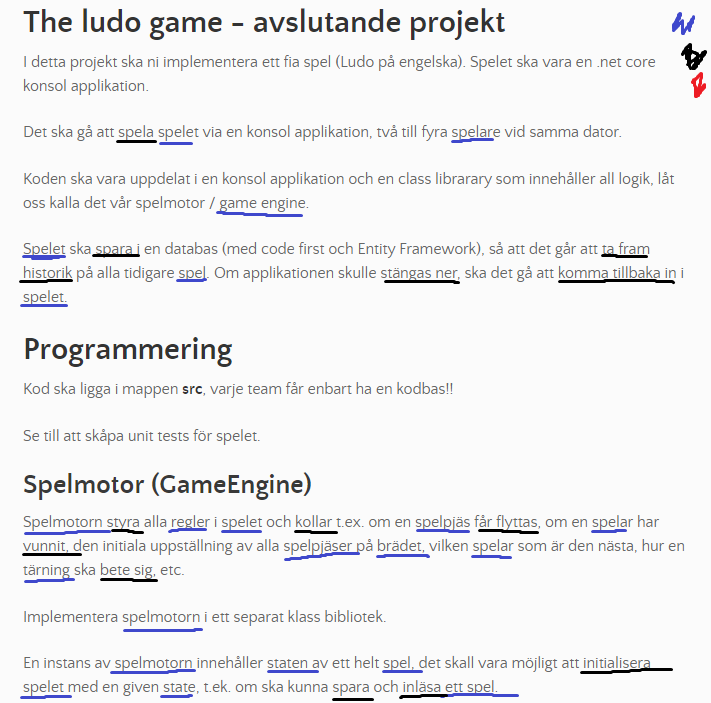 The ludo game – avslutande projekt
I detta projekt ska ni implementera ett fia spel (Ludo på engelska). Spelet ska vara en .net core
konsol applikation.
Det ska gå att spela spelet via en konsol applikation, två till fyra spelare vid samma dator.
Koden ska vara uppdelat i en konsol applikation och en class librarary som innehåller all logik, låt
oss kalla det vår spelmotor / game engine.
Spelet ska spara i en databas (med code first och Entity Framework), så att det går att ta fram
historik på alla tidigare spel. Om applikationen skulle stängas ner, ska det gå att komma tillbaka in i
spelet.
Programmering
Kod ska ligga i mappen src, varje team får enbart ha en kodbas!!
Se till att skåpa unit tests för spelet.
Spelmotor (GameEngine)
Spelmotorn styra alla regler i spelet och kollar t.ex. om en spelpjäs får flyttas, om en spelar har
vunnit, den initiala uppställning av alla spelpjäser på brädet, vilken spelar som är den nästa, hur en
tärning ska bete sig, etc.
Implementera spelmotorn i ett separat klass bibliotek.
En instans av spelmotorn innehåller staten av ett helt spel, det skall vara möjligt att initialisera
spelet med en given state, t.ek. om ska kunna spara och inläsa ett spel.